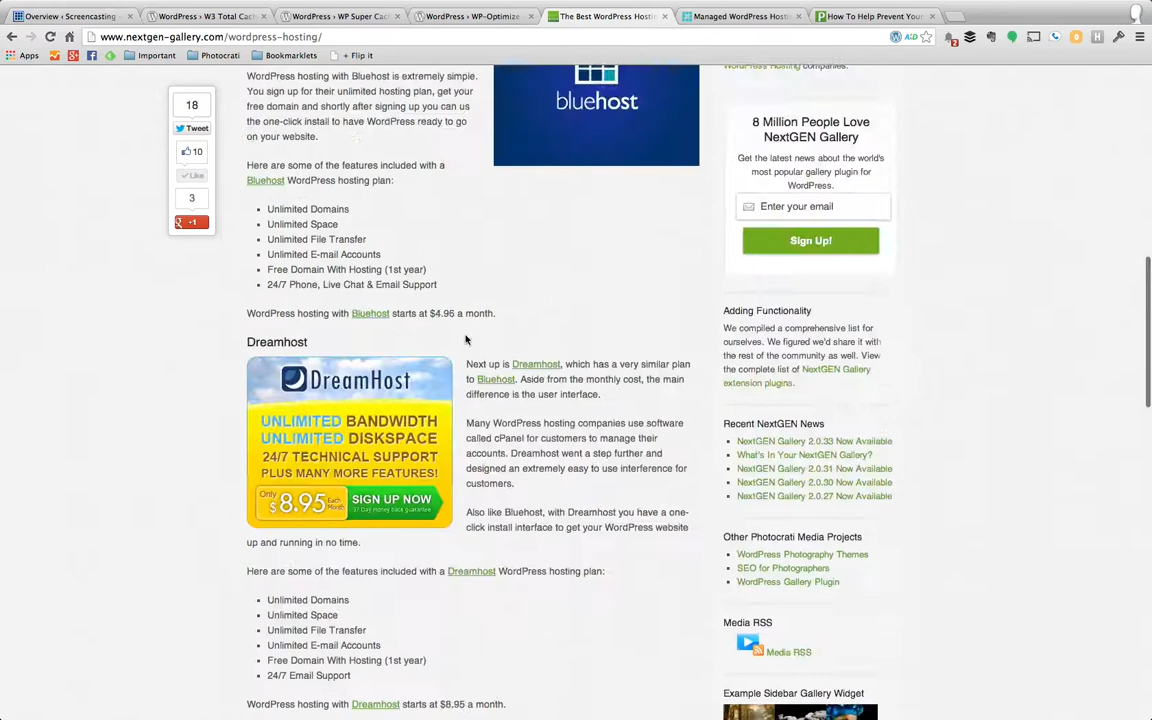 Overview ‹ Screencasting
WordPress › W3 Total Cac
WordPress › WP Super Cac
WordPress › WP-Optimize
The Best WordPress Hostin
Managed WordPress Hostin
How To Help Prevent Your
www.nextgen-gallery.com/wordpress-hosting/
Apps
Important
Photocrati
Bookmarklets
+ Flip it
WordPress Hosting companies.
WordPress hosting with Bluehost is extremely simple.
You sign up for their unlimited hosting plan, get your
free domain and shortly after signing up you can us
the one-click install to have WordPress ready to go
on your website.
bluehost
18
Tweet
10
Like
3
+1
Here are some of the features included with a
Bluehost WordPress hosting plan:
Unlimited Domains
Unlimited Space
Unlimited File Transfer
Unlimited E-mail Accounts
Free Domain With Hosting (1st year)
24/7 Phone, Live Chat & Email Support
WordPress hosting with Bluehost starts at $4.96 a month.
Dreamhost
DreamHost
UNLIMITED BANDWIDTH
UNLIMITED DISKSPACE
24/7 TECHNICAL SUPPORT
PLUS MANY MORE FEATURES!
Only $8.95 Each Month
SIGN UP NOW
97 Day money back guarantee
Next up is Dreamhost, which has a very similar plan
to Bluehost. Aside from the monthly cost, the main
difference is the user interface.
Many WordPress hosting companies use software
called cPanel for customers to manage their
accounts. Dreamhost went a step further and
designed an extremely easy to use interference for
customers.
Also like Bluehost, with Dreamhost you have a one-
click install interface to get your WordPress website
up and running in no time.
Here are some of the features included with a Dreamhost WordPress hosting plan:
Unlimited Domains
Unlimited Space
Unlimited File Transfer
Unlimited E-mail Accounts
Free Domain With Hosting (1st year)
24/7 Email Support
WordPress hosting with Dreamhost starts at $8.95 a month.
8 Million People Love
NextGEN Gallery
Get the latest news about the world's
most popular gallery plugin for
WordPress.
Enter your email
Sign Up!
Adding Functionality
We compiled a comprehensive list for
ourselves. We figured we'd share it with
the rest of the community as well. View
the complete list of NextGEN Gallery
extension plugins.
Recent NextGEN News
NextGEN Gallery 2.0.33 Now Available
What's In Your NextGEN Gallery?
NextGEN Gallery 2.0.31 Now Available
NextGEN Gallery 2.0.30 Now Available
NextGEN Gallery 2.0.27 Now Available
Other Photocrati Media Projects
WordPress Photography Themes
SEO for Photographers
WordPress Gallery Plugin
Media RSS
Media RSS
Example Sidebar Gallery Widget